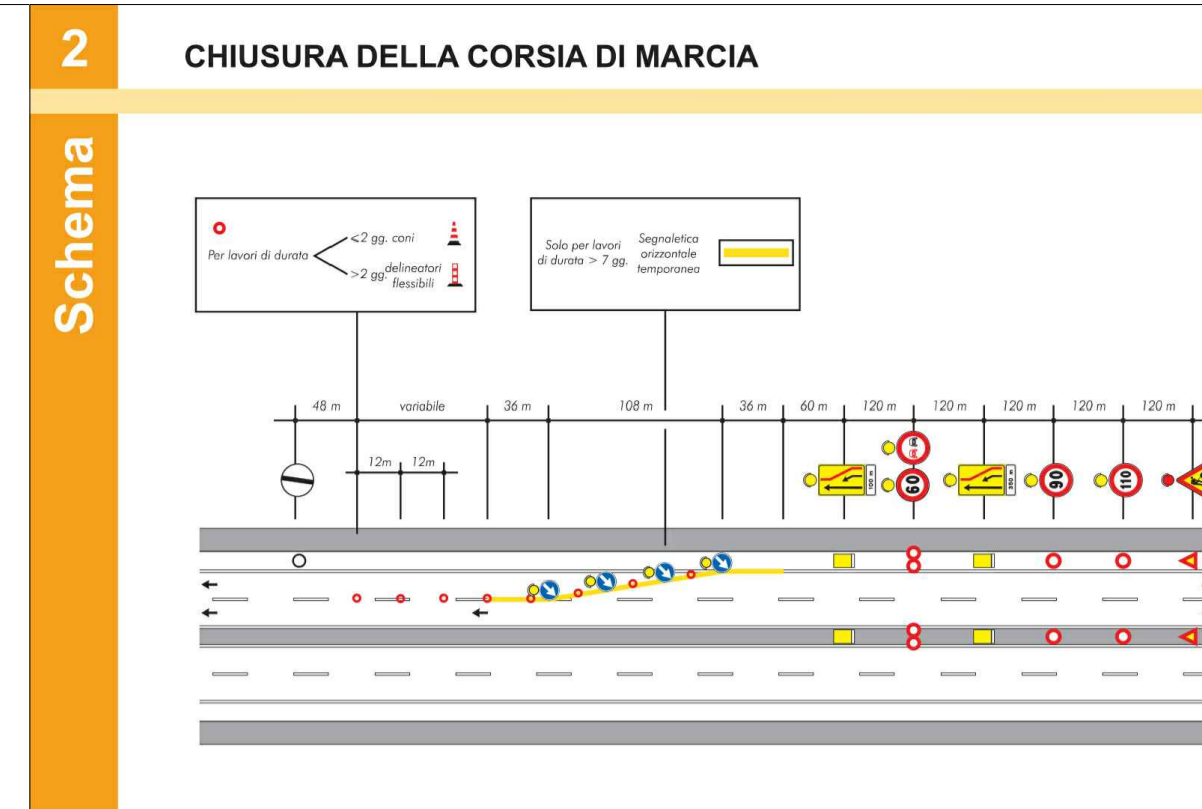 2
CHIUSURA DELLA CORSIA DI MARCIA
Schema
Per lavori di durata
⩽2 gg. coni
>2 gg. delineatori
flessibili
Solo per lavori
di durata > 7 gg.
Segnaletica
orizzontale
temporanea
48 m variabile 36 m 108 m 36 m 60 m 120 m 120 m 120 m 120 m 120 m
12m 12m
100 m
60
350 m
90
110